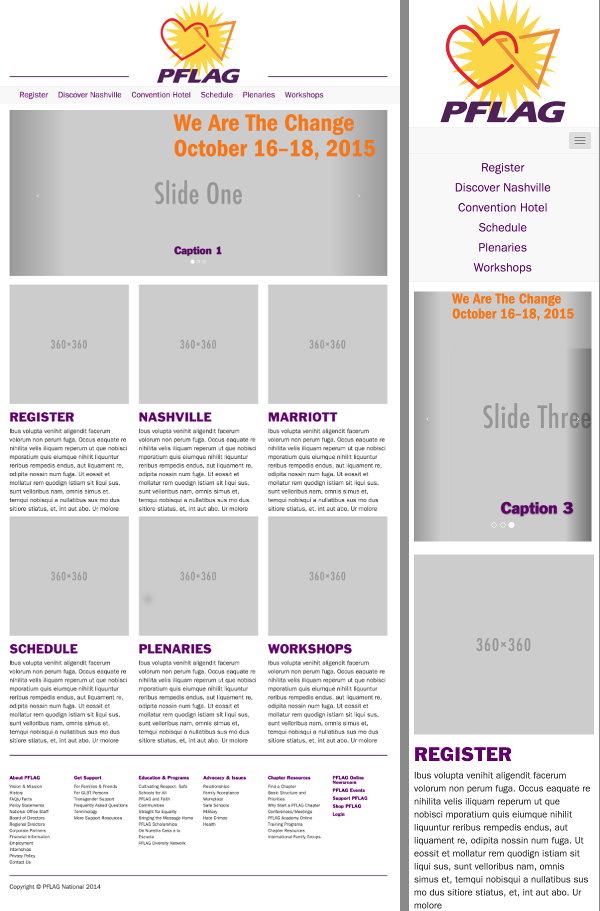 PFLAG
Register Discover Nashville Convention Hotel Schedule Plenaries Workshops
We Are The Change
October 16–18, 2015
Slide One
Caption 1
360×360 360×360 360×360
REGISTER
Ibus volupta venihit aligendit facerum
volorum non perum fuga. Occus eaquate re
nihilita velis iliquam reperum ut que nobisci
mporatium quis eiumque nihilit liquuntur
reribus rempedis endus, aut liquament re,
odipita nossin num fuga. Ut eossit et
mollatur rem quodgn istiam sit liqui sus,
sunt velloribus nam, omnis simus et,
temqui nobisqui a nullatibus sus mo dus
sitiore statius, et, int aut abo. Ur molore
NASHVILLE
Ibus volupta venihit aligendit facerum
volorum non perum fuga. Occus eaquate re
nihilita velis iliquam reperum ut que nobisci
mporatium quis eiumque nihilit liquuntur
reribus rempedis endus, aut liquament re,
odipita nossin num fuga. Ut eossit et
mollatur rem quodgn istiam sit liqui sus,
sunt velloribus nam, omnis simus et,
temqui nobisqui a nullatibus sus mo dus
sitiore statius, et, int aut abo. Ur molore
MARRIOTT
Ibus volupta venihit aligendit facerum
volorum non perum fuga. Occus eaquate re
nihilita velis iliquam reperum ut que nobisci
mporatium quis eiumque nihilit liquuntur
reribus rempedis endus, aut liquament re,
odipita nossin num fuga. Ut eossit et
mollatur rem quodgn istiam sit liqui sus,
sunt velloribus nam, omnis simus et,
temqui nobisqui a nullatibus sus mo dus
sitiore statius, et, int aut abo. Ur molore
360×360 360×360 360×360
SCHEDULE
Ibus volupta venihit aligendit facerum
volorum non perum fuga. Occus eaquate re
nihilita velis iliquam reperum ut que nobisci
mporatium quis eiumque nihilit liquuntur
reribus rempedis endus, aut liquament re,
odipita nossin num fuga. Ut eossit et
mollatur rem quodgn istiam sit liqui sus,
sunt velloribus nam, omnis simus et,
temqui nobisqui a nullatibus sus mo dus
sitiore statius, et, int aut abo. Ur molore
PLENARIES
Ibus volupta venihit aligendit facerum
volorum non perum fuga. Occus eaquate re
nihilita velis iliquam reperum ut que nobisci
mporatium quis eiumque nihilit liquuntur
reribus rempedis endus, aut liquament re,
odipita nossin num fuga. Ut eossit et
mollatur rem quodgn istiam sit liqui sus,
sunt velloribus nam, omnis simus et,
temqui nobisqui a nullatibus sus mo dus
sitiore statius, et, int aut abo. Ur molore
WORKSHOPS
Ibus volupta venihit aligendit facerum
volorum non perum fuga. Occus eaquate re
nihilita velis iliquam reperum ut que nobisci
mporatium quis eiumque nihilit liquuntur
reribus rempedis endus, aut liquament re,
odipita nossin num fuga. Ut eossit et
mollatur rem quodgn istiam sit liqui sus,
sunt velloribus nam, omnis simus et,
temqui nobisqui a nullatibus sus mo dus
sitiore statius, et, int aut abo. Ur molore
About PFLAG
Vision & Mission
History
FAQs/Facts
Policy Statements
National Office Staff
Board of Directors
Regional Directors
Corporate Partners
Financial Information
Employment
Internships
Privacy Policy
Contact Us
Get Support
For Families & Friends
For GLBT Persons
Transgender Support
Frequently Asked Questions
Terminology
More Support Resources
Education & Programs
Cultivating Respect: Safe
Schools for All
PFLAG and Faith
Communities
Straight for Equality
Bringing the Message Home
PFLAG Scholarships
De Nuestra Casa a la
Escuela
PFLAG Diversity Network
Advocacy & Issues
Relationships
Family Acceptance
Workplace
Safe Schools
Military
Hate Crimes
Health
Chapter Resources
Find a Chapter
Basic Structure and
Priorities
Why Start a PFLAG Chapter
Conferences/Meetings
PFLAG Academy Online
Training Programs
Chapter Resources
International Family Groups
PFLAG Online
Newsroom
PFLAG Events
Support PFLAG
Shop PFLAG
Login
Copyright © PFLAG National 2014
PFLAG
Register
Discover Nashville
Convention Hotel
Schedule
Plenaries
Workshops
We Are The Change
October 16–18, 2015
Slide Three
Caption 3
360×360
REGISTER
Ibus volupta venihit aligendit facerum
volorum non perum fuga. Occus eaquate re
nihilita velis iliquam reperum ut que
nobisci mporatium quis eiumque nihilit
liquuntur reribus rempedis endus, aut
liquament re, odipita nossin num fuga. Ut
eossit et mollatur rem quodgn istiam sit
liqui sus, sunt velloribus nam, omnis
simus et, temqui nobisqui a nullatibus sus
mo dus sitiore statius, et, int aut abo. Ur
molore